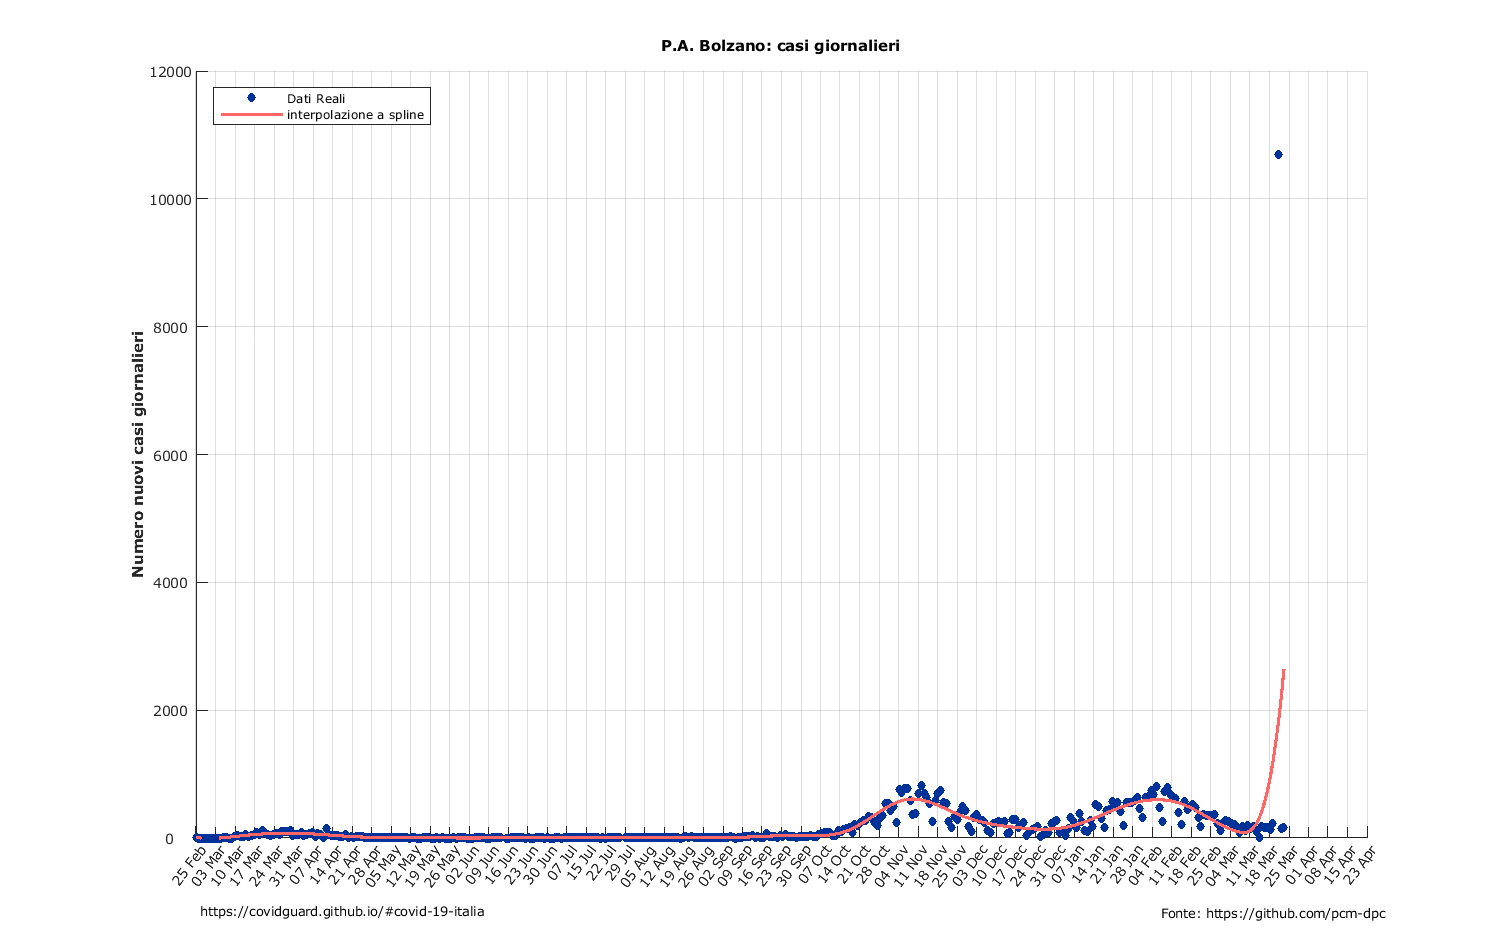 P.A. Bolzano: casi giornalieri
Dati Reali
interpolazione a spline
Numero nuovi casi giornalieri
12000
10000
8000
6000
4000
2000
0
25 Feb
03 Mar
10 Mar
17 Mar
24 Mar
31 Mar
07 Apr
14 Apr
21 Apr
28 Apr
05 May
12 May
19 May
26 May
02 Jun
09 Jun
16 Jun
23 Jun
30 Jun
07 Jul
15 Jul
22 Jul
29 Jul
05 Aug
12 Aug
19 Aug
26 Aug
02 Sep
09 Sep
16 Sep
23 Sep
30 Sep
07 Oct
14 Oct
21 Oct
28 Oct
04 Nov
11 Nov
18 Nov
25 Nov
03 Dec
10 Dec
17 Dec
24 Dec
31 Dec
07 Jan
14 Jan
21 Jan
28 Jan
04 Feb
11 Feb
18 Feb
25 Feb
04 Mar
11 Mar
18 Mar
25 Mar
01 Apr
08 Apr
15 Apr
23 Apr
https://covidguard.github.io/#covid-19-italia
Fonte: https://github.com/pcm-dpc